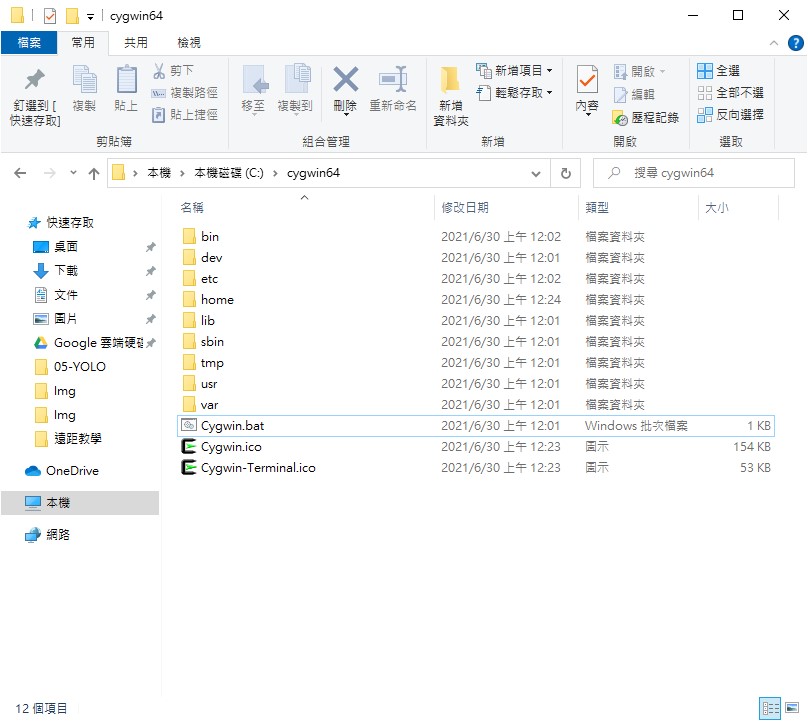 cygwin64
檔案 常用 共用 檢視
釘選到 [
快速存取]
複製
貼上
剪下
複製路徑
貼上捷徑
剪貼簿
移至
複製到
刪除
重新命名
組合管理
新增
資料夾
新增項目
輕鬆存取
新增
內容
開啟
編輯
歷程記錄
開啟
全選
全部不選
反向選擇
選取
本機 本機磁碟 (C:) cygwin64
搜尋 cygwin64
快速存取
桌面
下載
文件
圖片
Google 雲端硬
05-YOLO
Img
Img
遠距教學
OneDrive
本機
網路
名稱 修改日期 類型 大小
bin 2021/6/30 上午 12:02 檔案資料夾
dev 2021/6/30 上午 12:01 檔案資料夾
etc 2021/6/30 上午 12:02 檔案資料夾
home 2021/6/30 上午 12:24 檔案資料夾
lib 2021/6/30 上午 12:01 檔案資料夾
sbin 2021/6/30 上午 12:01 檔案資料夾
tmp 2021/6/30 上午 12:01 檔案資料夾
usr 2021/6/30 上午 12:01 檔案資料夾
var 2021/6/30 上午 12:01 檔案資料夾
Cygwin.bat 2021/6/30 上午 12:01 Windows 批次檔案 1 KB
Cygwin.ico 2021/6/30 上午 12:23 圖示 154 KB
Cygwin-Terminal.ico 2021/6/30 上午 12:23 圖示 53 KB
12 個項目